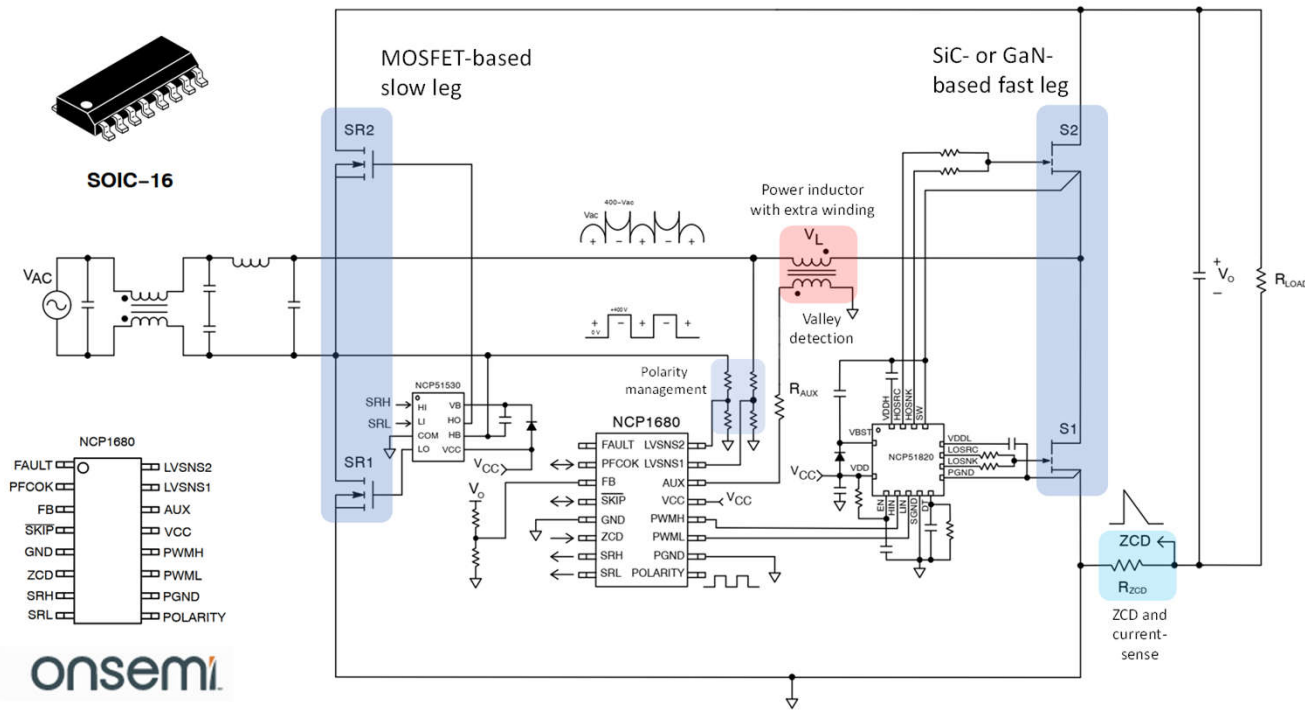 MOSFET-based
slow leg
SiC- or GaN-
based fast leg
SOIC-16
SR2
S2
400-Vac
Vac
+ - + - +
Power inductor
with extra winding
VL
VAC
+
VO
-
RLOAD
+400 V
+ - + - +
0 V
Valley
detection
Polarity
management
RAUX
NCP51530
SRH
SRL
HI
LI
COM
LO
VB
HO
HB
VCC
VCC
SR1
VO
NCP1680
FAULT
PFCOK
FB
SKIP
GND
ZCD
SRH
SRL
LVSNS2
LVSNS1
AUX
VCC
PWMH
PWML
PGND
POLARITY
FAULT
PFCOK
FB
SKIP
GND
ZCD
SRH
SRL
LVSNS2
LVSNS1
AUX
VCC
PWMH
PWML
PGND
POLARITY
VCC
VDDH
HOSRC
HOSNK
SW
VBST
VCC
VDD
NCP51820
VDDL
LOSRC
LOSNK
PGND
EN
HIN
LIN
SGND
DT
S1
ZCD
RZCD
ZCD and
current-
sense
onsemi